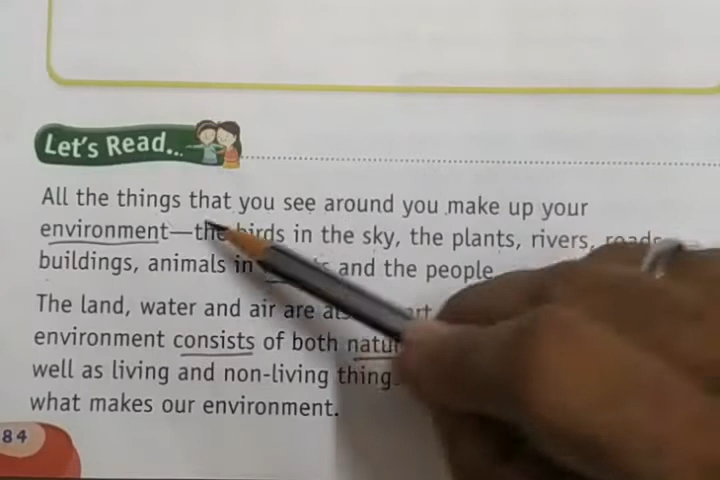 Let's Read...
All the things that you see around you make up your
environment—the birds in the sky, the plants, rivers, roads
buildings, animals in and the people
The land, water and air are
environment consists of both
well as living and non-living
what makes our environment.
84